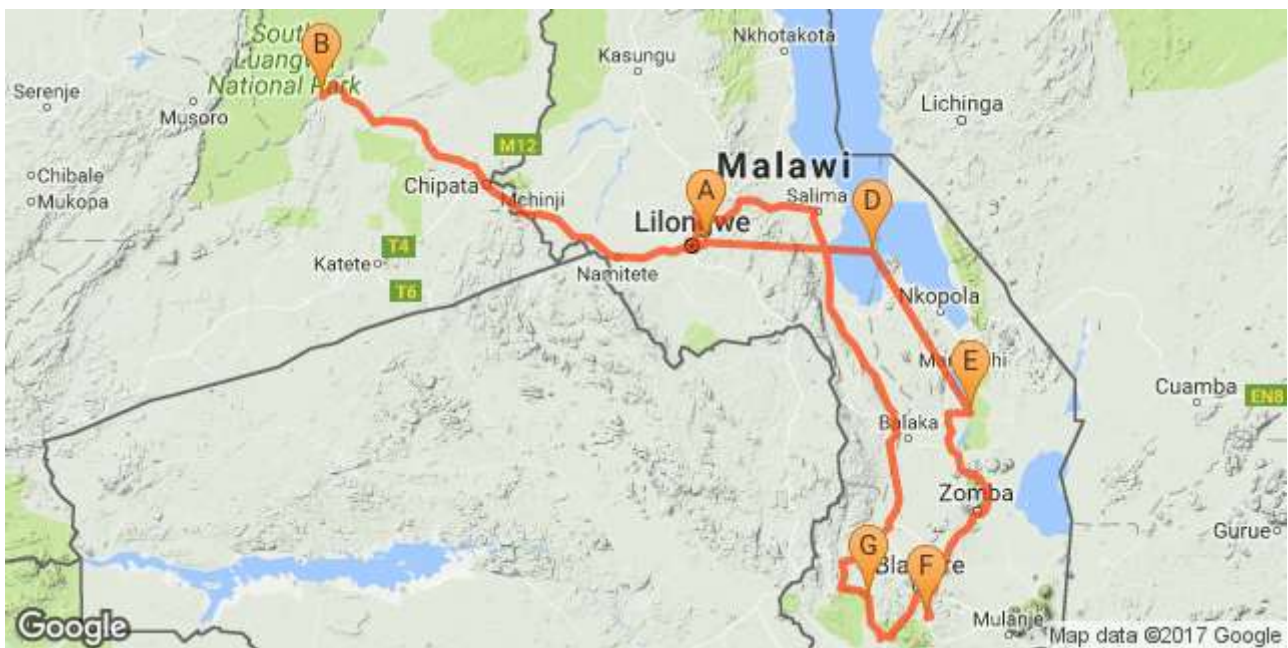 South
Luangw
National Park
B
Serenje
Musoro
Kasungu
Nkhotakota
Lichinga
Chibale
Mukopa
M12
Chipata
Mchinji
A
Malawi
Salima
D
Lilongwe
T4
Katete
Namitete
T6
Nkopola
E
Cuamba
EN8
Balaka
Zomba
Gurue
G
F
Mulanje
Google
Map data ©2017 Google